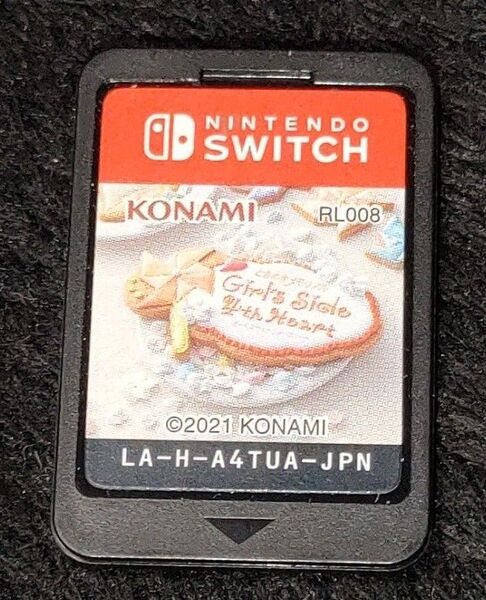 NINTENDO
SWITCH
KONAMI RL008
Girl's Side
4th Heart
©2021 KONAMI
LA-H-A4TUA-JPN